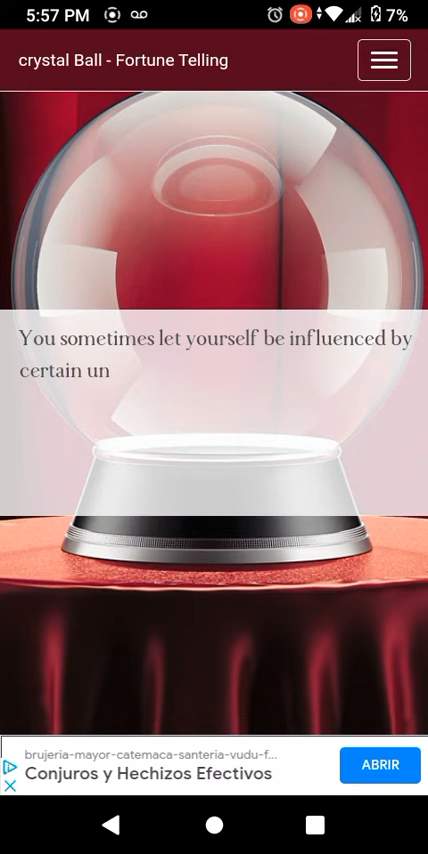 5:57 PM
7%
crystal Ball - Fortune Telling
You sometimes let yourself be influenced by
certain un
brujeria-mayor-catemaca-santeria-vudu-f...
Conjuros y Hechizos Efectivos
ABRIR